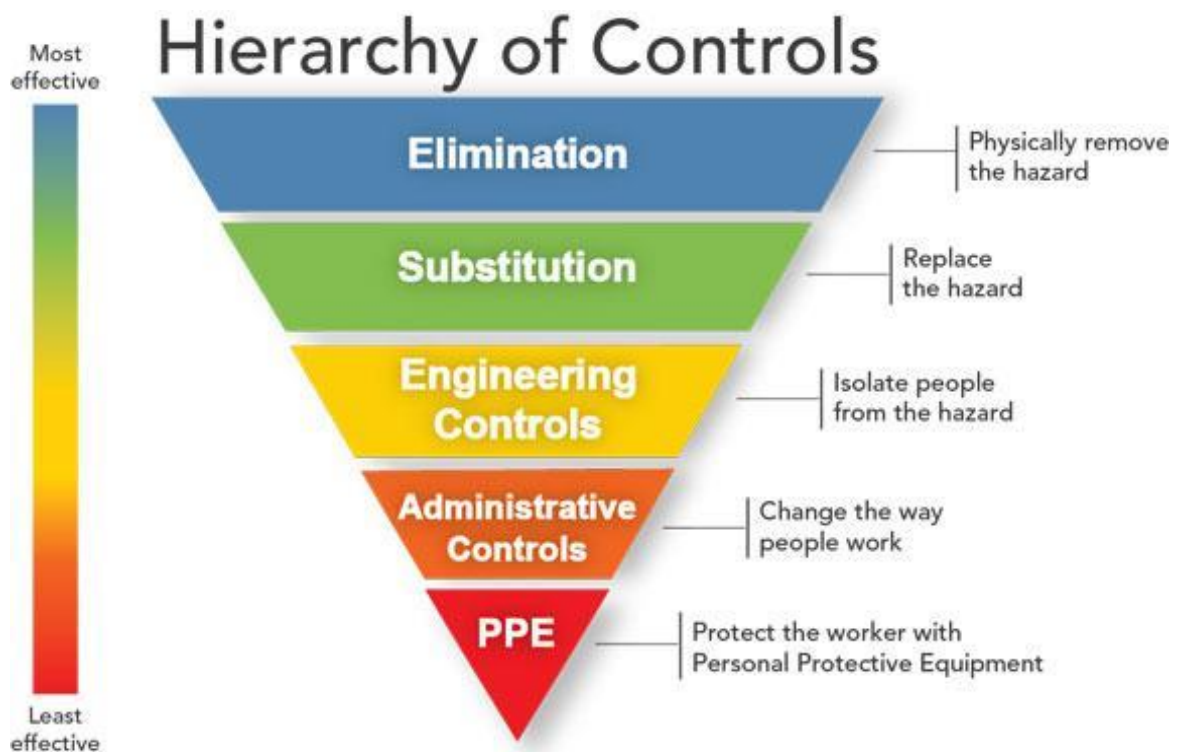 Hierarchy of Controls
Most
effective
Elimination
Physically remove
the hazard
Substitution
Replace
the hazard
Engineering
Controls
Isolate people
from the hazard
Administrative
Controls
Change the way
people work
PPE
Protect the worker with
Personal Protective Equipment
Least
effective